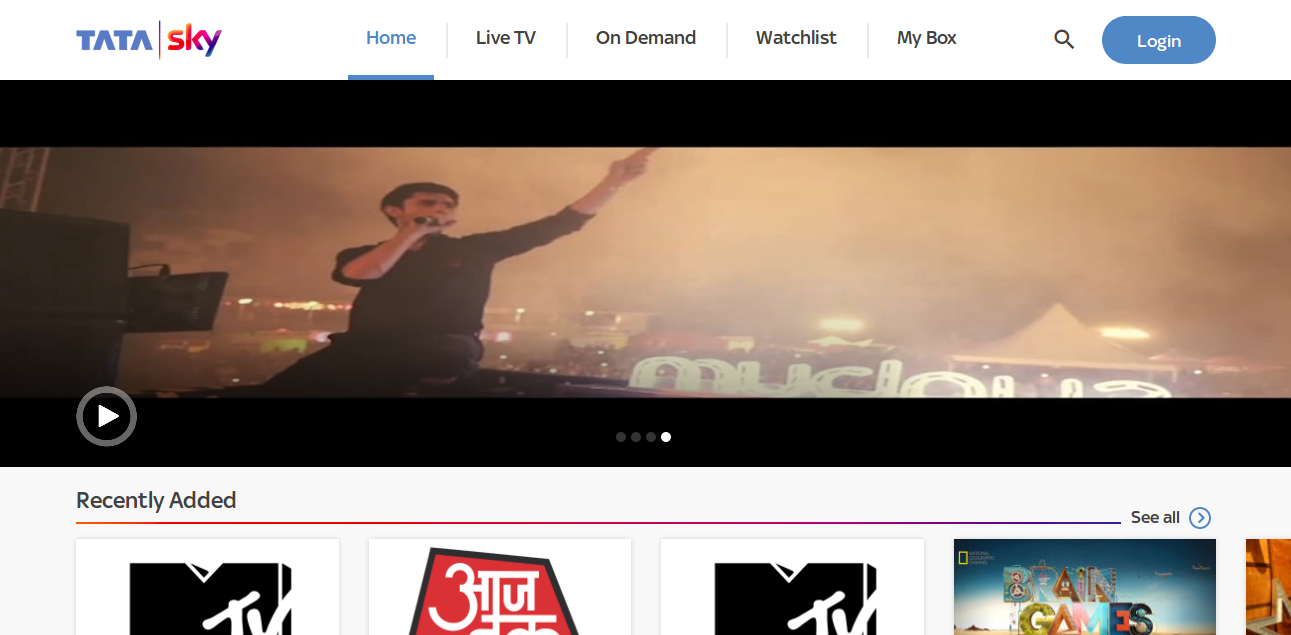 TATA sky
Home
Live TV
On Demand
Watchlist
My Box
Login
Recently Added
See all
TV
आज
तक
NATIONAL GEOGRAPHIC CHANNEL
BRAIN
GAMES
TV